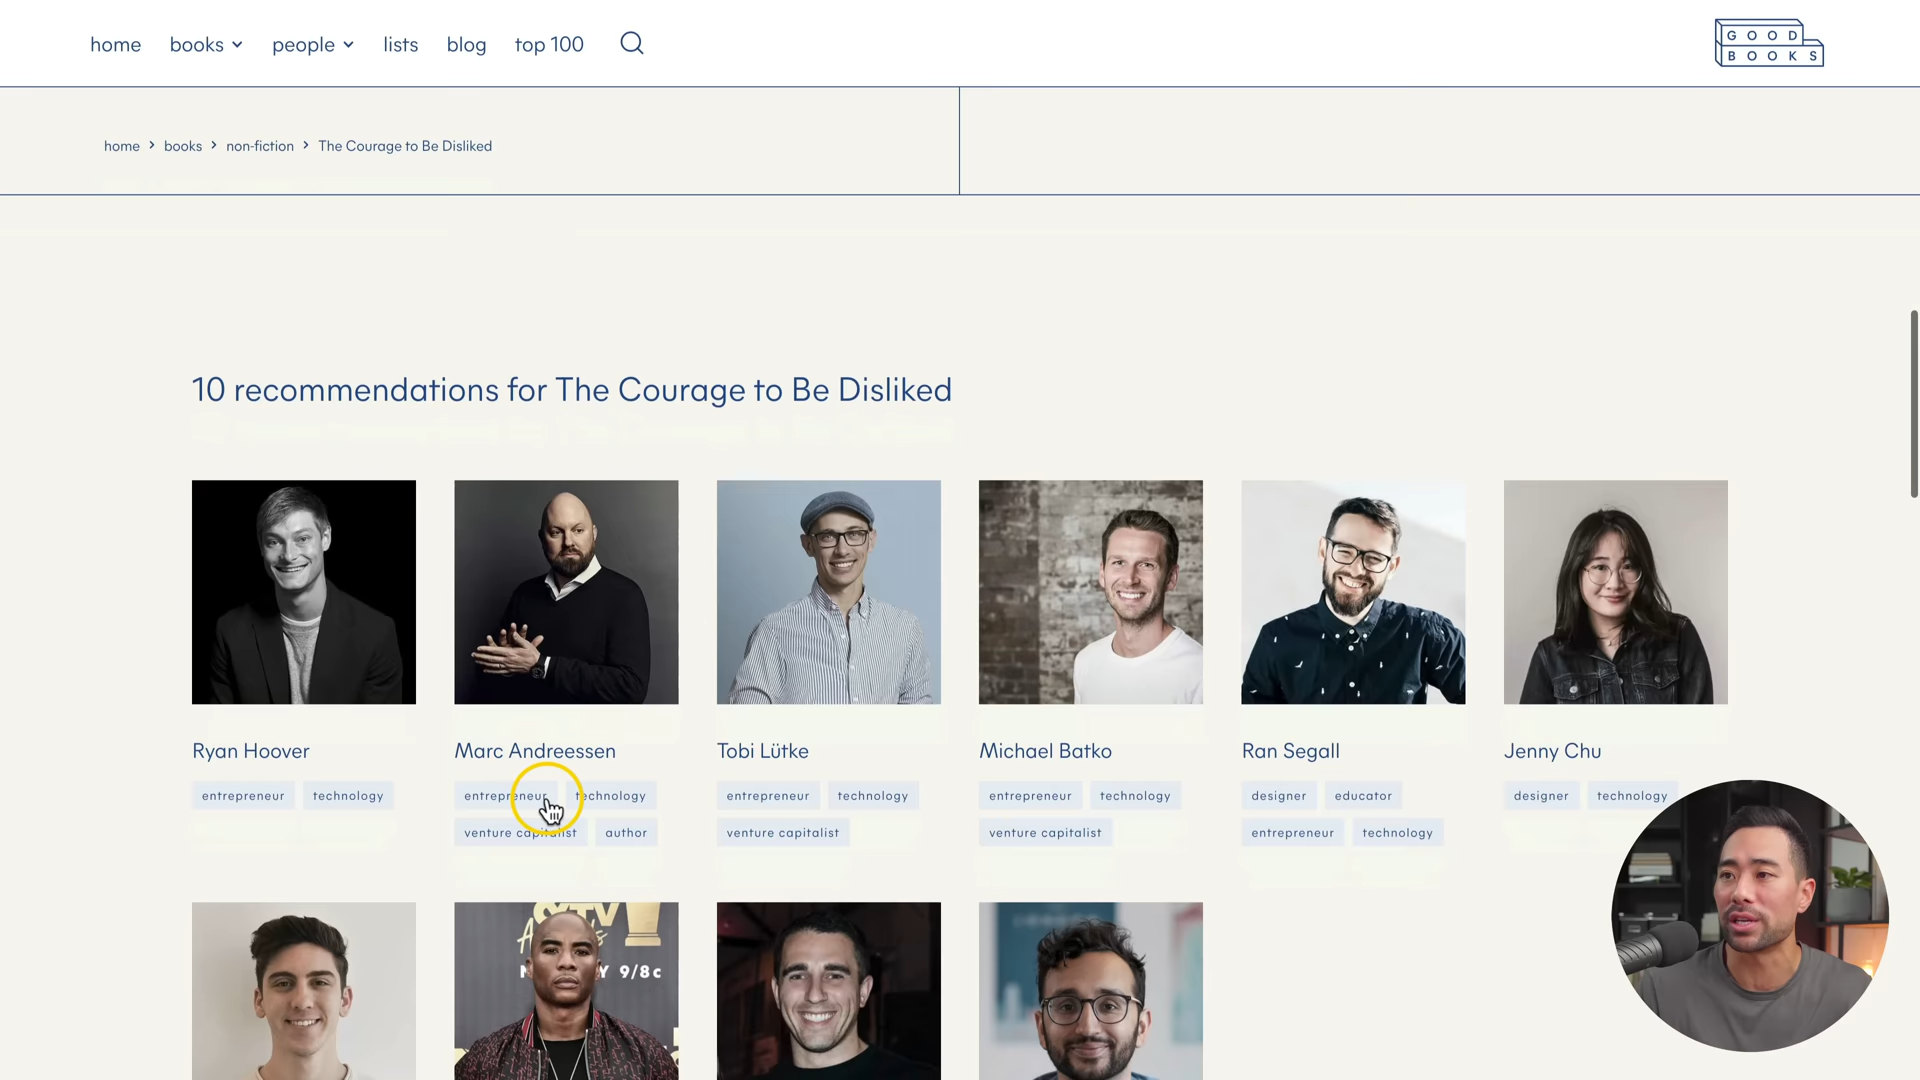 home books people lists blog top 100
GOOD
BOOKS
home > books > non-fiction > The Courage to Be Disliked
10 recommendations for The Courage to Be Disliked
Ryan Hoover
entrepreneur technology
Marc Andreessen
entrepreneur technology
venture capitalist author
Tobi Lütke
entrepreneur technology
venture capitalist
Michael Batko
entrepreneur technology
venture capitalist
Ran Segall
designer educator
entrepreneur technology
Jenny Chu
designer technology
9/8c